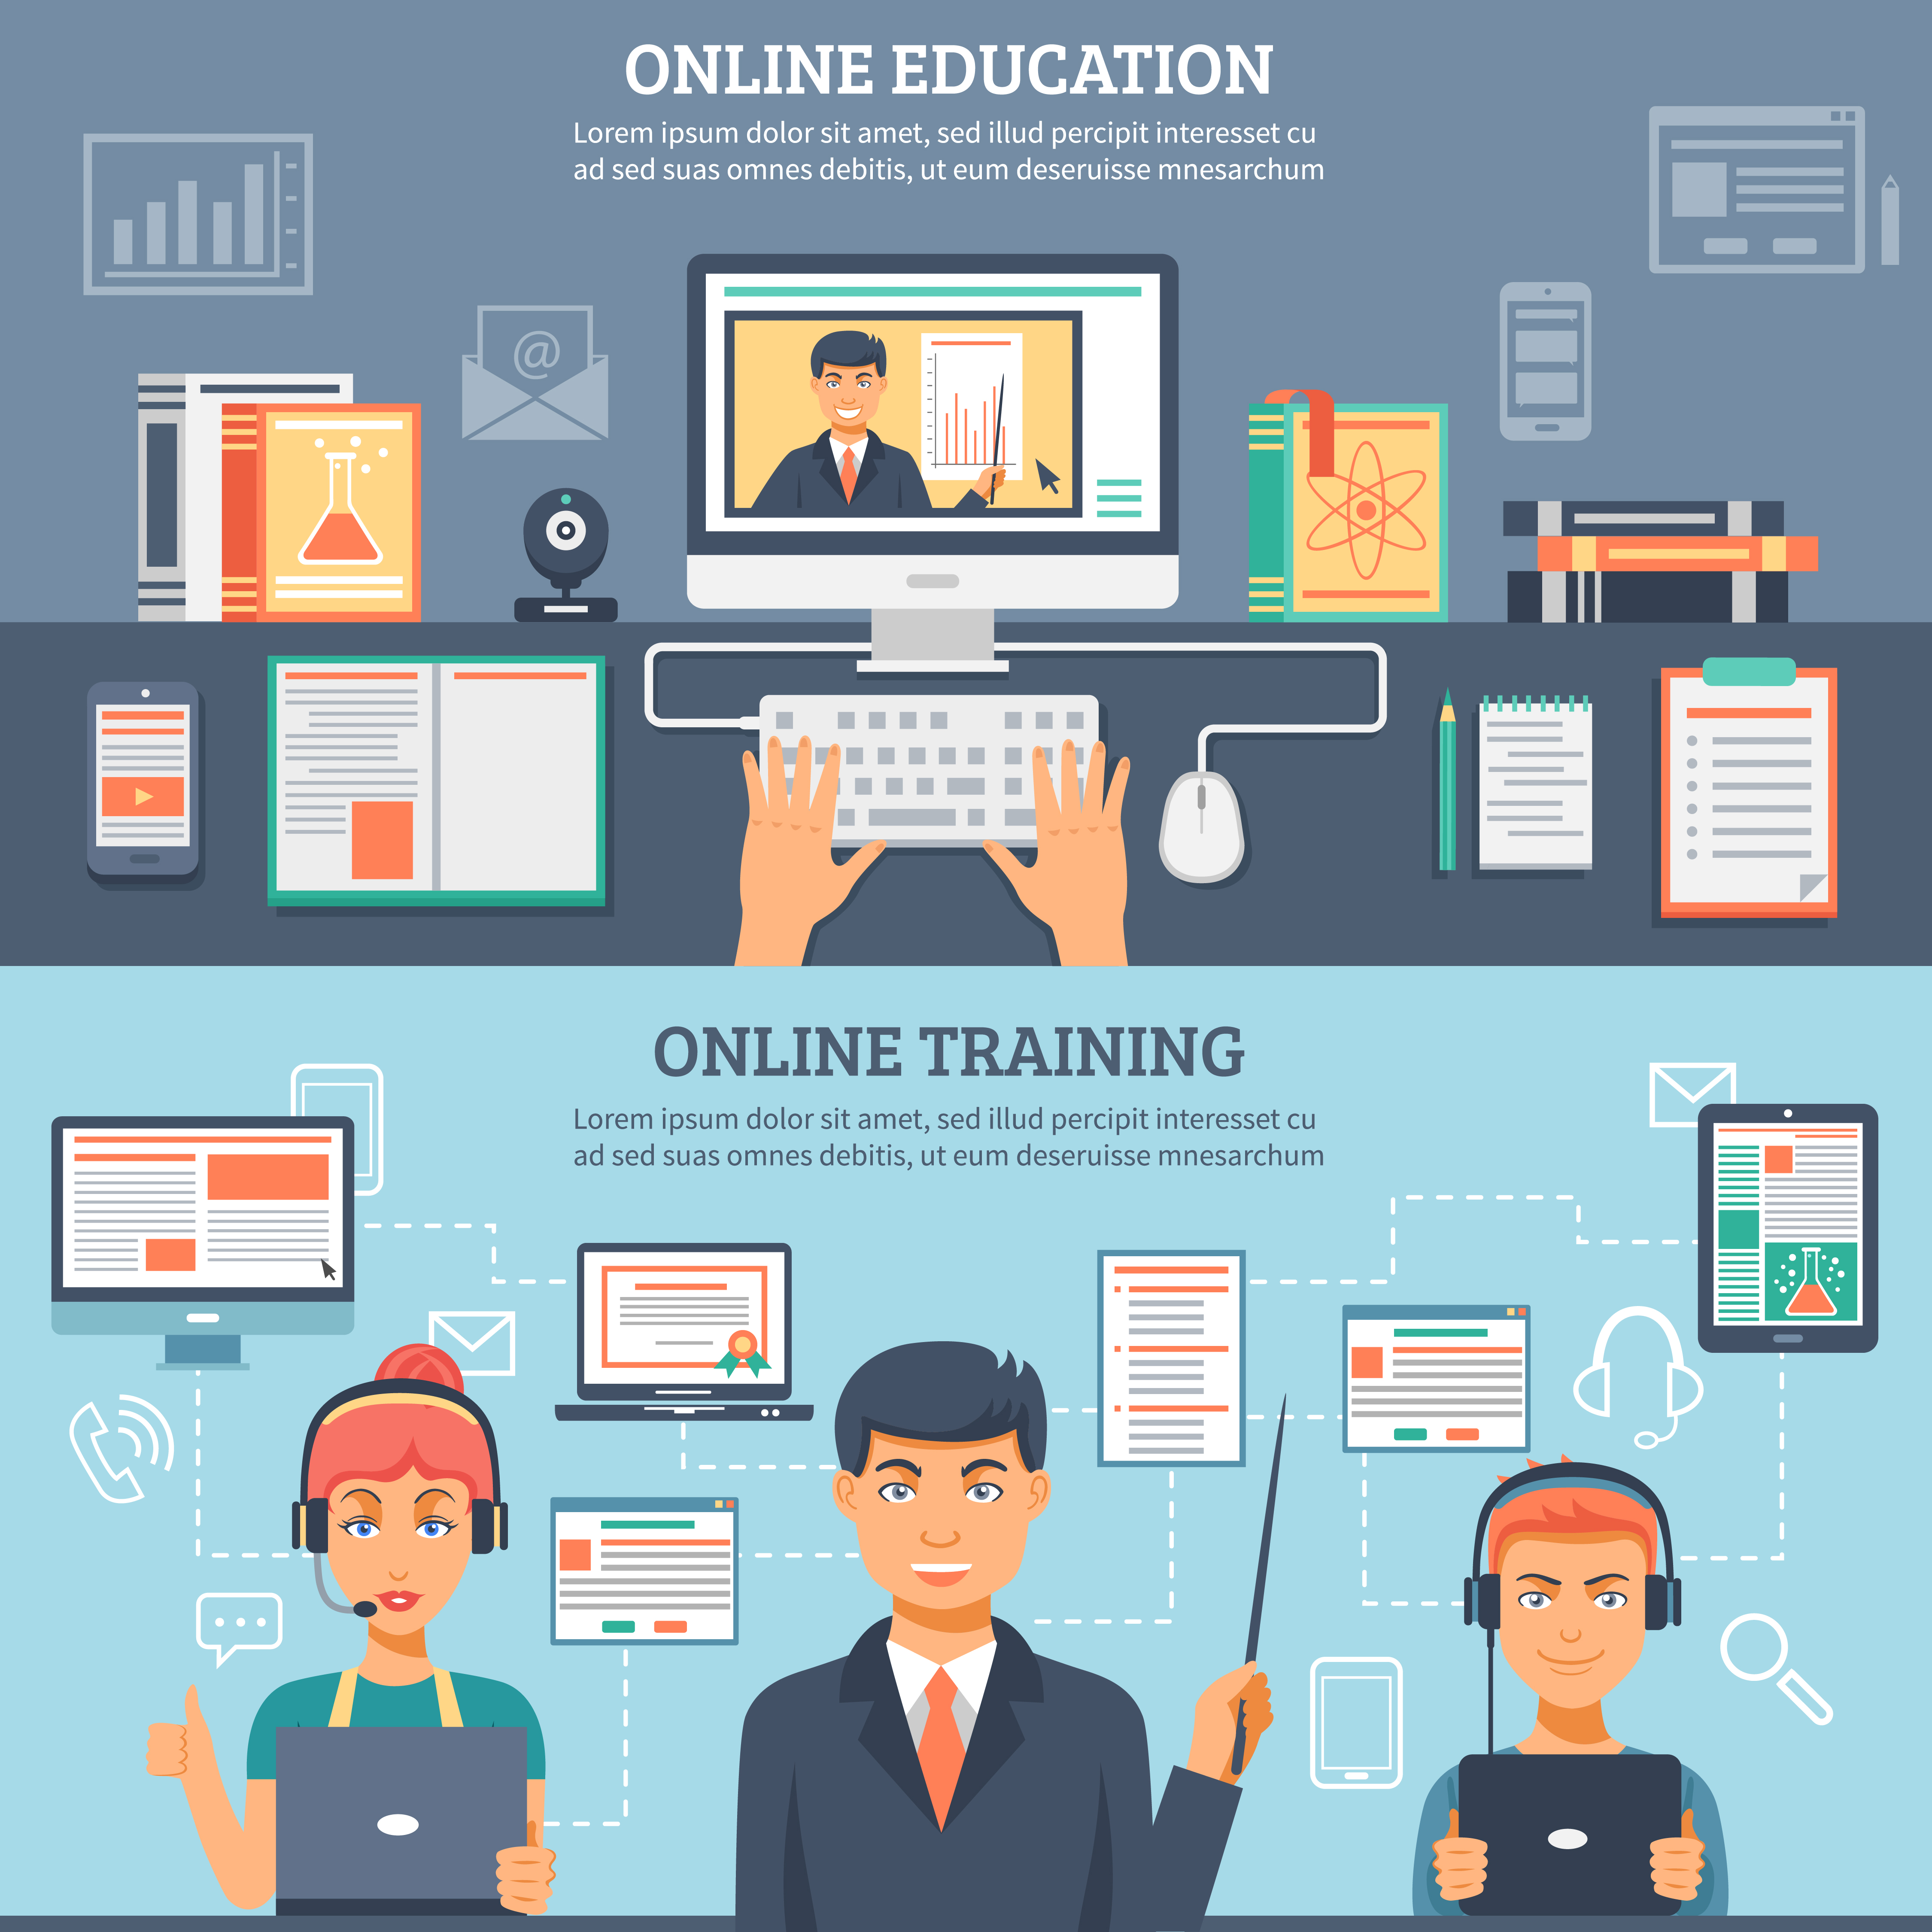 ONLINE EDUCATION
Lorem ipsum dolor sit amet, sed illud percipit interesset cu
ad sed suas omnes debitis, ut eum deseruisse mnesarchum
@
ONLINE TRAINING
Lorem ipsum dolor sit amet, sed illud percipit interesset cu
ad sed suas omnes debitis, ut eum deseruisse mnesarchum